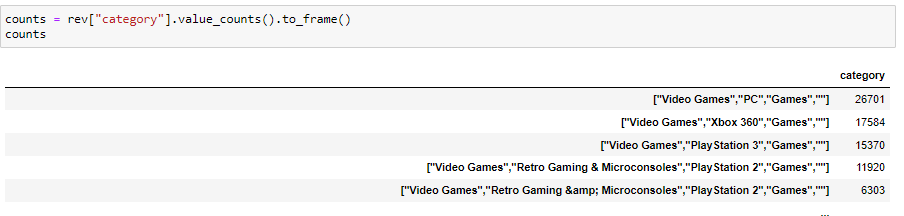 counts = rev["category"].value_counts().to_frame()
counts
category
["Video Games","PC","Games",""] 26701
["Video Games","Xbox 360","Games",""] 17584
["Video Games","PlayStation 3","Games",""] 15370
["Video Games","Retro Gaming & Microconsoles","PlayStation 2","Games",""] 11920
["Video Games","Retro Gaming &amp; Microconsoles","PlayStation 2","Games",""] 6303
...